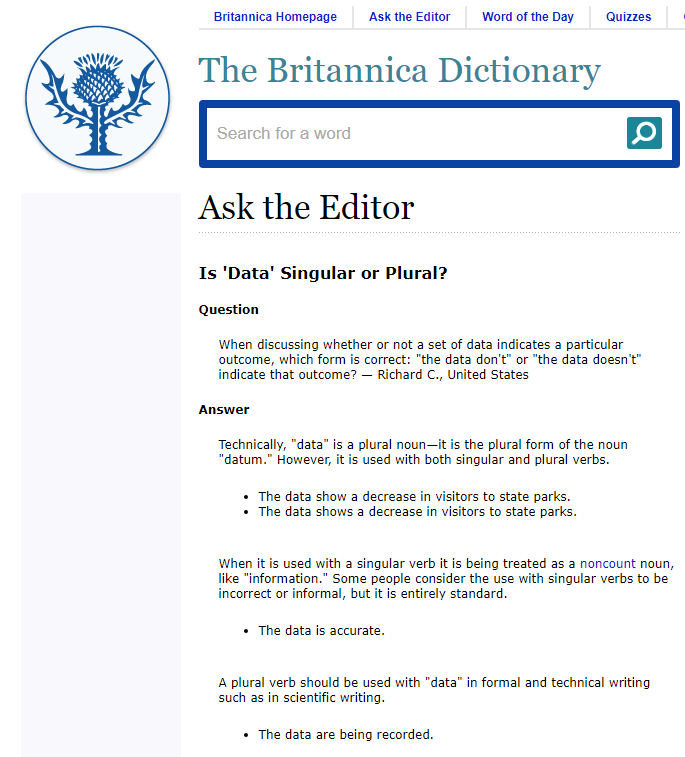 Britannica Homepage Ask the Editor Word of the Day Quizzes
The Britannica Dictionary
Search for a word
Ask the Editor
Is 'Data' Singular or Plural?
Question
When discussing whether or not a set of data indicates a particular
outcome, which form is correct: "the data don't" or "the data doesn't"
indicate that outcome? — Richard C., United States
Answer
Technically, "data" is a plural noun—it is the plural form of the noun
"datum." However, it is used with both singular and plural verbs.
• The data show a decrease in visitors to state parks.
• The data shows a decrease in visitors to state parks.
When it is used with a singular verb it is being treated as a noncount noun,
like "information." Some people consider the use with singular verbs to be
incorrect or informal, but it is entirely standard.
• The data is accurate.
A plural verb should be used with "data" in formal and technical writing
such as in scientific writing.
• The data are being recorded.